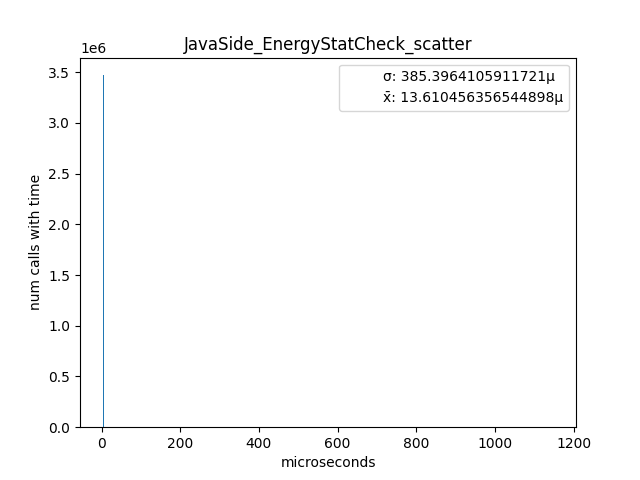 JavaSide_EnergyStatCheck_scatter
1e6
σ: 385.3964105911721μ
x̄: 13.610456356544898μ
3.5
3.0
2.5
2.0
1.5
1.0
0.5
0.0
num calls with time
0 200 400 600 800 1000 1200
microseconds